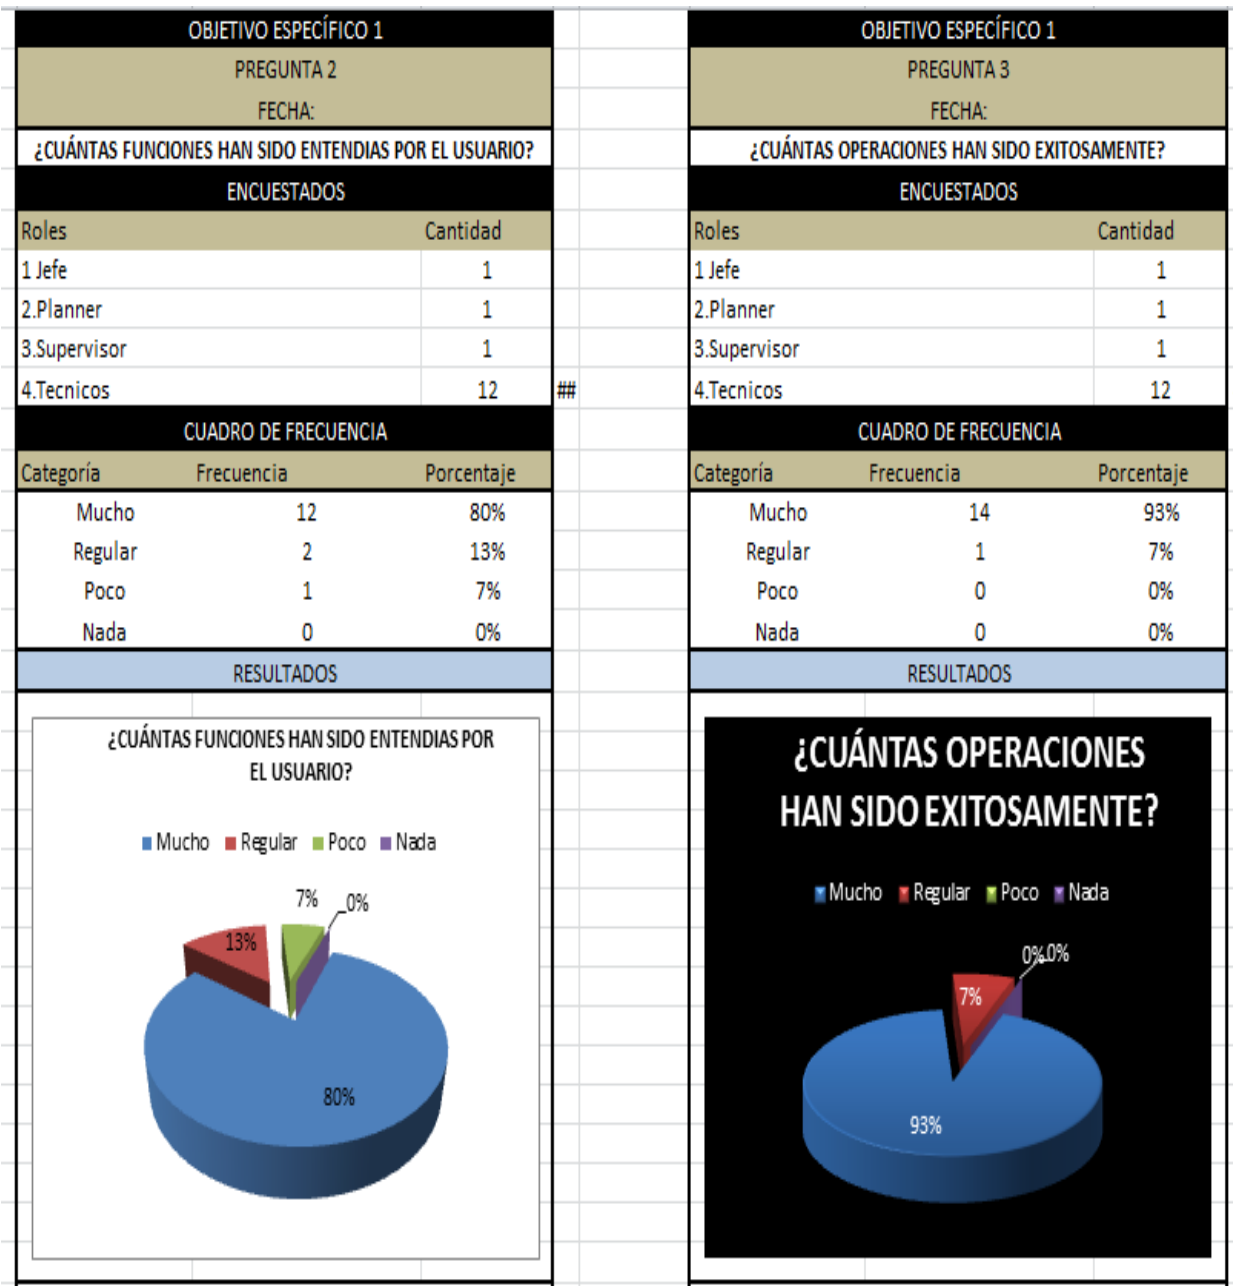 OBJETIVO ESPECÍFICO 1
PREGUNTA 2
FECHA:
¿CUÁNTAS FUNCIONES HAN SIDO ENTENDIAS POR EL USUARIO?
ENCUESTADOS
Roles Cantidad
1 Jefe 1
2.Planner 1
3.Supervisor 1
4.Tecnicos 12 ##
CUADRO DE FRECUENCIA
Categoría Frecuencia Porcentaje
Mucho 12 80%
Regular 2 13%
Poco 1 7%
Nada 0 0%
RESULTADOS
¿CUÁNTAS FUNCIONES HAN SIDO ENTENDIAS POR
EL USUARIO?
Mucho Regular Poco Nada
7% 0%
13%
80%
OBJETIVO ESPECÍFICO 1
PREGUNTA 3
FECHA:
¿CUÁNTAS OPERACIONES HAN SIDO EXITOSAMENTE?
ENCUESTADOS
Roles Cantidad
1 Jefe 1
2.Planner 1
3.Supervisor 1
4.Tecnicos 12
CUADRO DE FRECUENCIA
Categoría Frecuencia Porcentaje
Mucho 14 93%
Regular 1 7%
Poco 0 0%
Nada 0 0%
RESULTADOS
¿CUÁNTAS OPERACIONES
HAN SIDO EXITOSAMENTE?
Mucho Regular Poco Nada
0% 0%
7%
93%